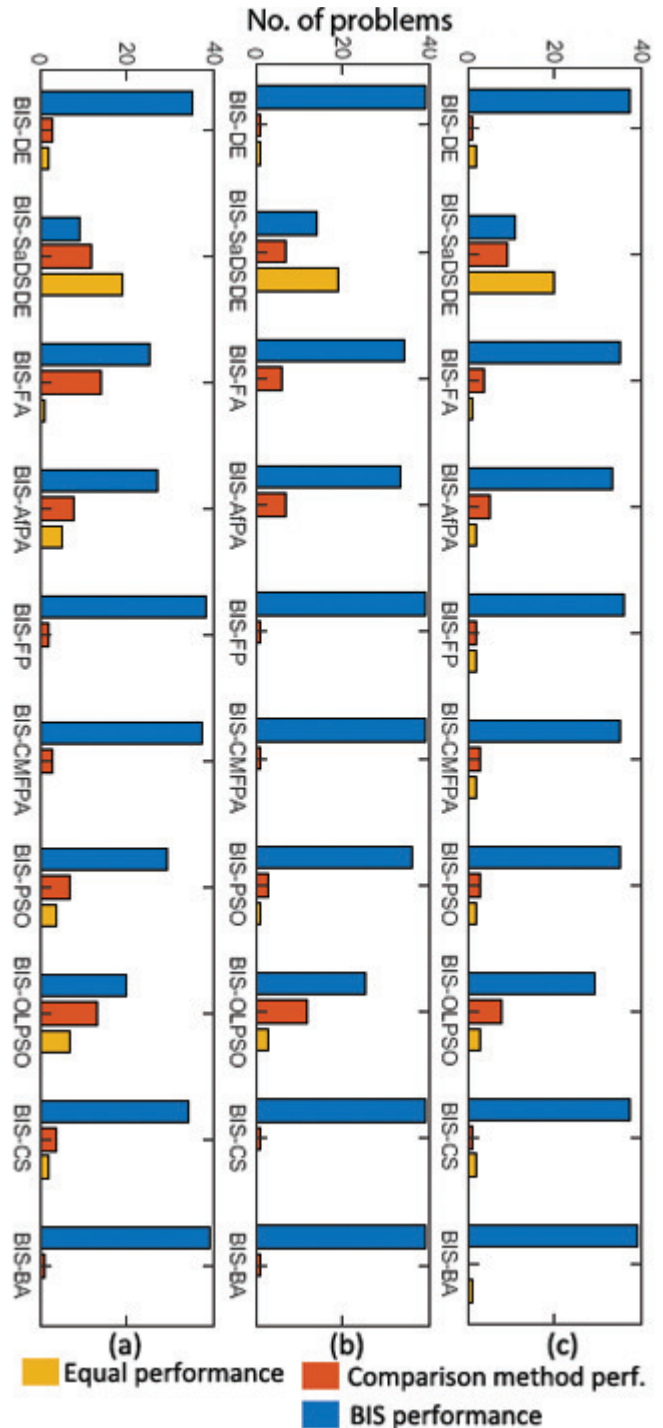 No. of problems
0 20 40
0 20 40
0 20 40
BIS-DE
BIS-SaDSDE
BIS-FA
BIS-AfPA
BIS-FP
BIS-CMFPA
BIS-PSO
BIS-OLPSO
BIS-CS
BIS-BA
BIS-DE
BIS-SaDSDE
BIS-FA
BIS-AfPA
BIS-FP
BIS-CMFPA
BIS-PSO
BIS-OLPSO
BIS-CS
BIS-BA
BIS-DE
BIS-SaDSDE
BIS-FA
BIS-AfPA
BIS-FP
BIS-CMFPA
BIS-PSO
BIS-OLPSO
BIS-CS
BIS-BA
(a) (b) (c)
Equal performance Comparison method perf.
BIS performance